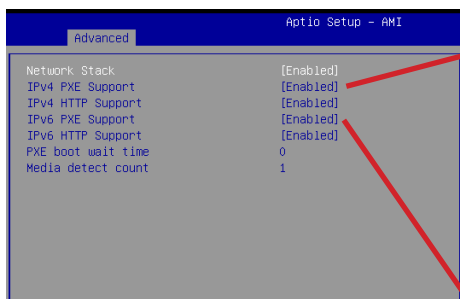 Aptio Setup – AMI
Advanced
Network Stack [Enabled]
IPv4 PXE Support [Enabled]
IPv4 HTTP Support [Enabled]
IPv6 PXE Support [Enabled]
IPv6 HTTP Support [Enabled]
PXE boot wait time 0
Media detect count 1